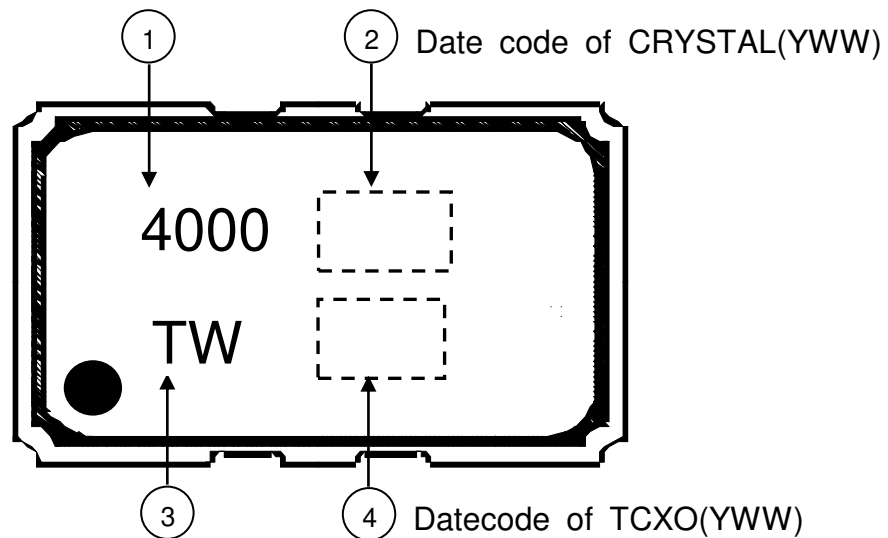 1
2 Date code of CRYSTAL(YWW)
4000
TW
3
4 Datecode of TCXO(YWW)